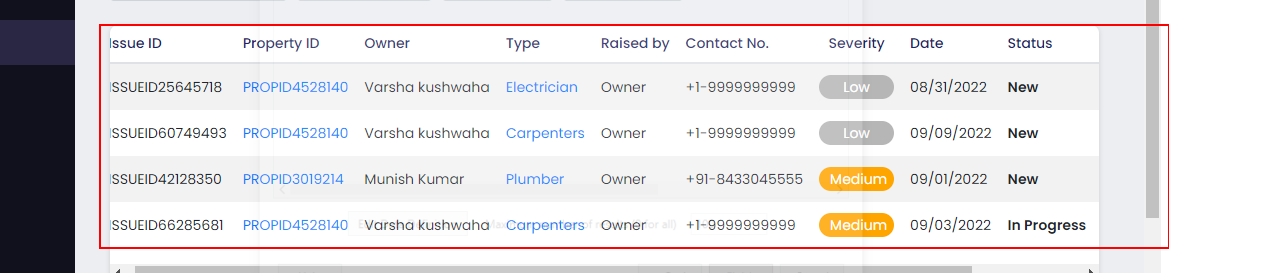 Issue ID Property ID Owner Type Raised by Contact No. Severity Date Status
ISSUEID25645718 PROPID4528140 Varsha kushwaha Electrician Owner +1-9999999999 Low 08/31/2022 New
ISSUEID60749493 PROPID4528140 Varsha kushwaha Carpenters Owner +1-9999999999 Low 09/09/2022 New
ISSUEID42128350 PROPID3019214 Munish Kumar Plumber Owner +91-8433045555 Medium 09/01/2022 New
ISSUEID66285681 PROPID4528140 Varsha kushwaha Carpenters Owner +1-9999999999 Medium 09/03/2022 In Progress